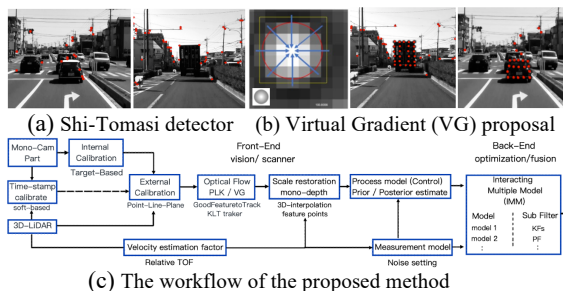 (a) Shi-Tomasi detector
(b) Virtual Gradient (VG) proposal
Mono-Cam
Part
Internal
Calibration
Target-Based
Front-End
vision/ scanner
Back-End
optimization/fusion
Time-stamp
calibrate
soft-based
3D-LiDAR
External
Calibration
Point-Line-Plane
Optical Flow
PLK / VG
GoodFeaturetoTrack
KLT traker
Scale restoration
mono-depth
3D-interpolation
feature points
Process model (Control)
Prior / Posterior estimate
Interacting
Multiple Model
(IMM)
Model
Sub Filter
model 1
KFs
model 2
PF
:
:
Velocity estimation factor
Relative TOF
Measurement model
Noise setting
(c) The workflow of the proposed method